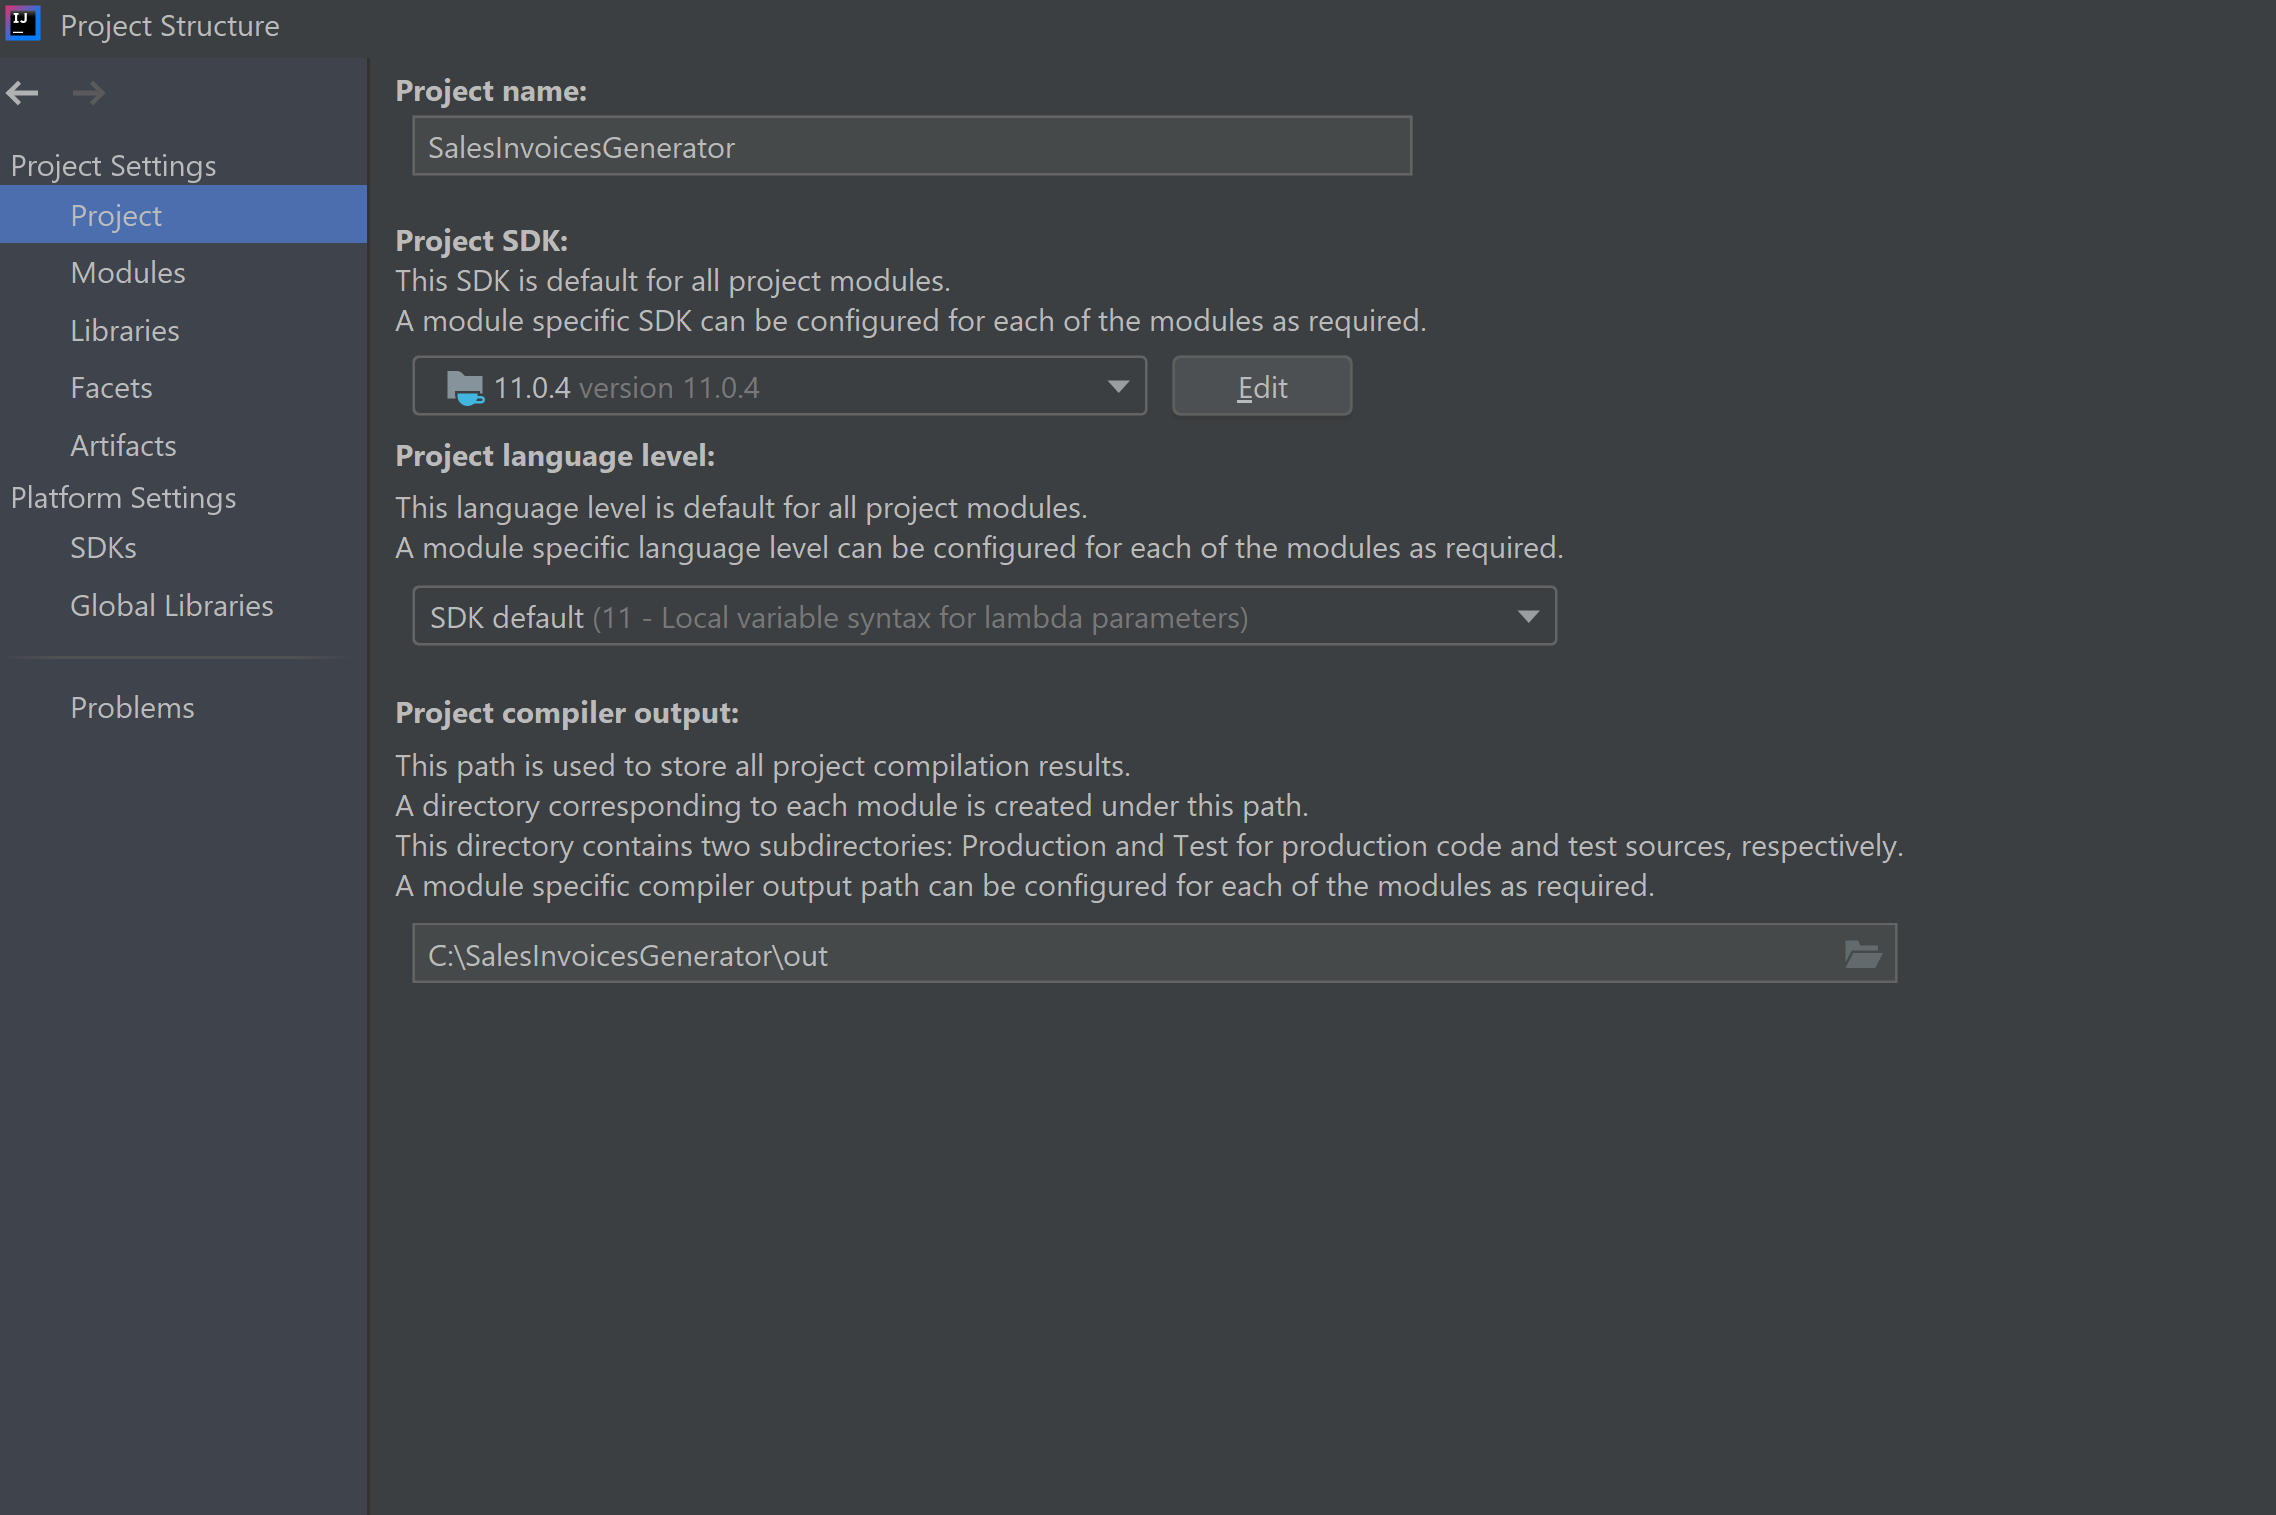 IJ
Project Structure
Project Settings
Project
Modules
Libraries
Facets
Artifacts
Platform Settings
SDKs
Global Libraries
Problems
Project name:
SalesInvoicesGenerator
Project SDK:
This SDK is default for all project modules.
A module specific SDK can be configured for each of the modules as required.
11.0.4 version 11.0.4
Edit
Project language level:
This language level is default for all project modules.
A module specific language level can be configured for each of the modules as required.
SDK default (11 - Local variable syntax for lambda parameters)
Project compiler output:
This path is used to store all project compilation results.
A directory corresponding to each module is created under this path.
This directory contains two subdirectories: Production and Test for production code and test sources, respectively.
A module specific compiler output path can be configured for each of the modules as required.
C:\SalesInvoicesGenerator\out